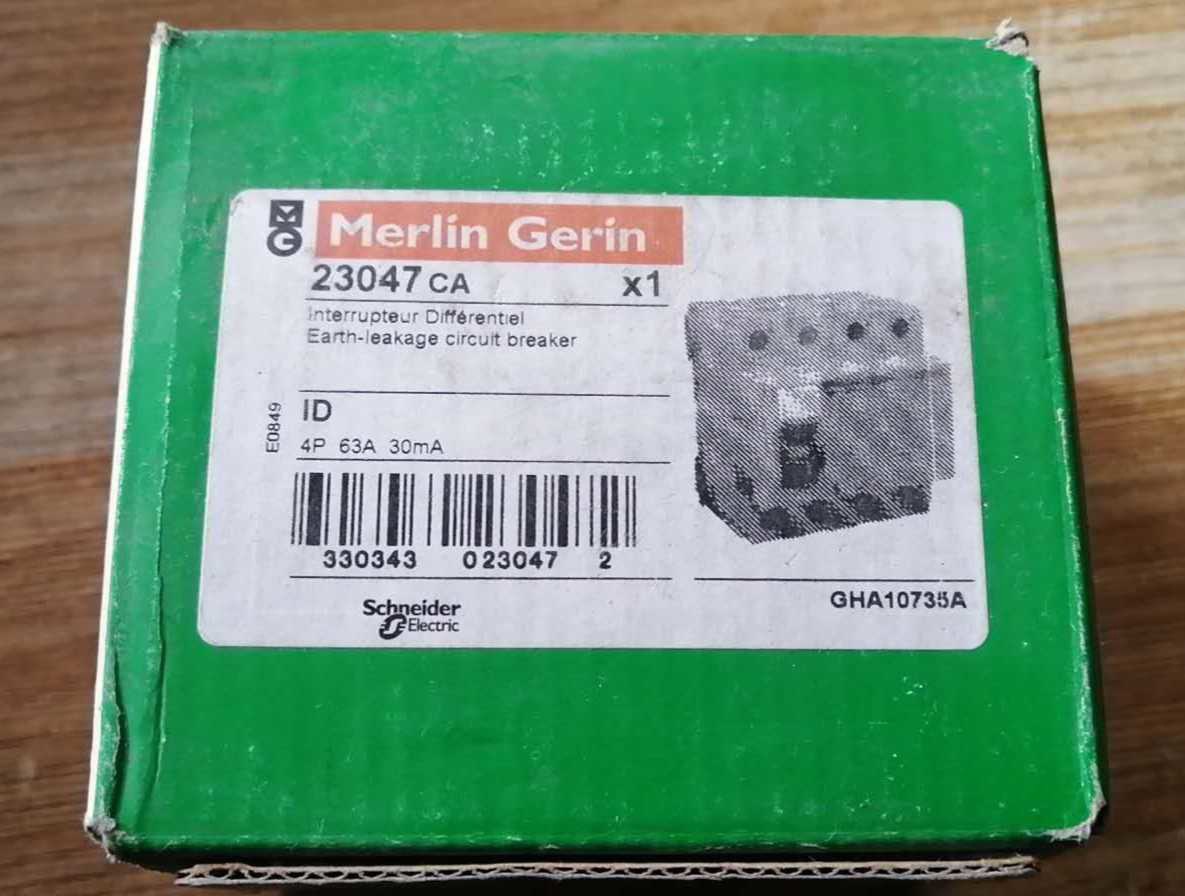 Merlin Gerin
23047 CA x1
Interrupteur Différentiel
Earth-leakage circuit breaker
E0849
ID
4P 63A 30mA
330343 023047 2
GHA10735A
Schneider
Electric